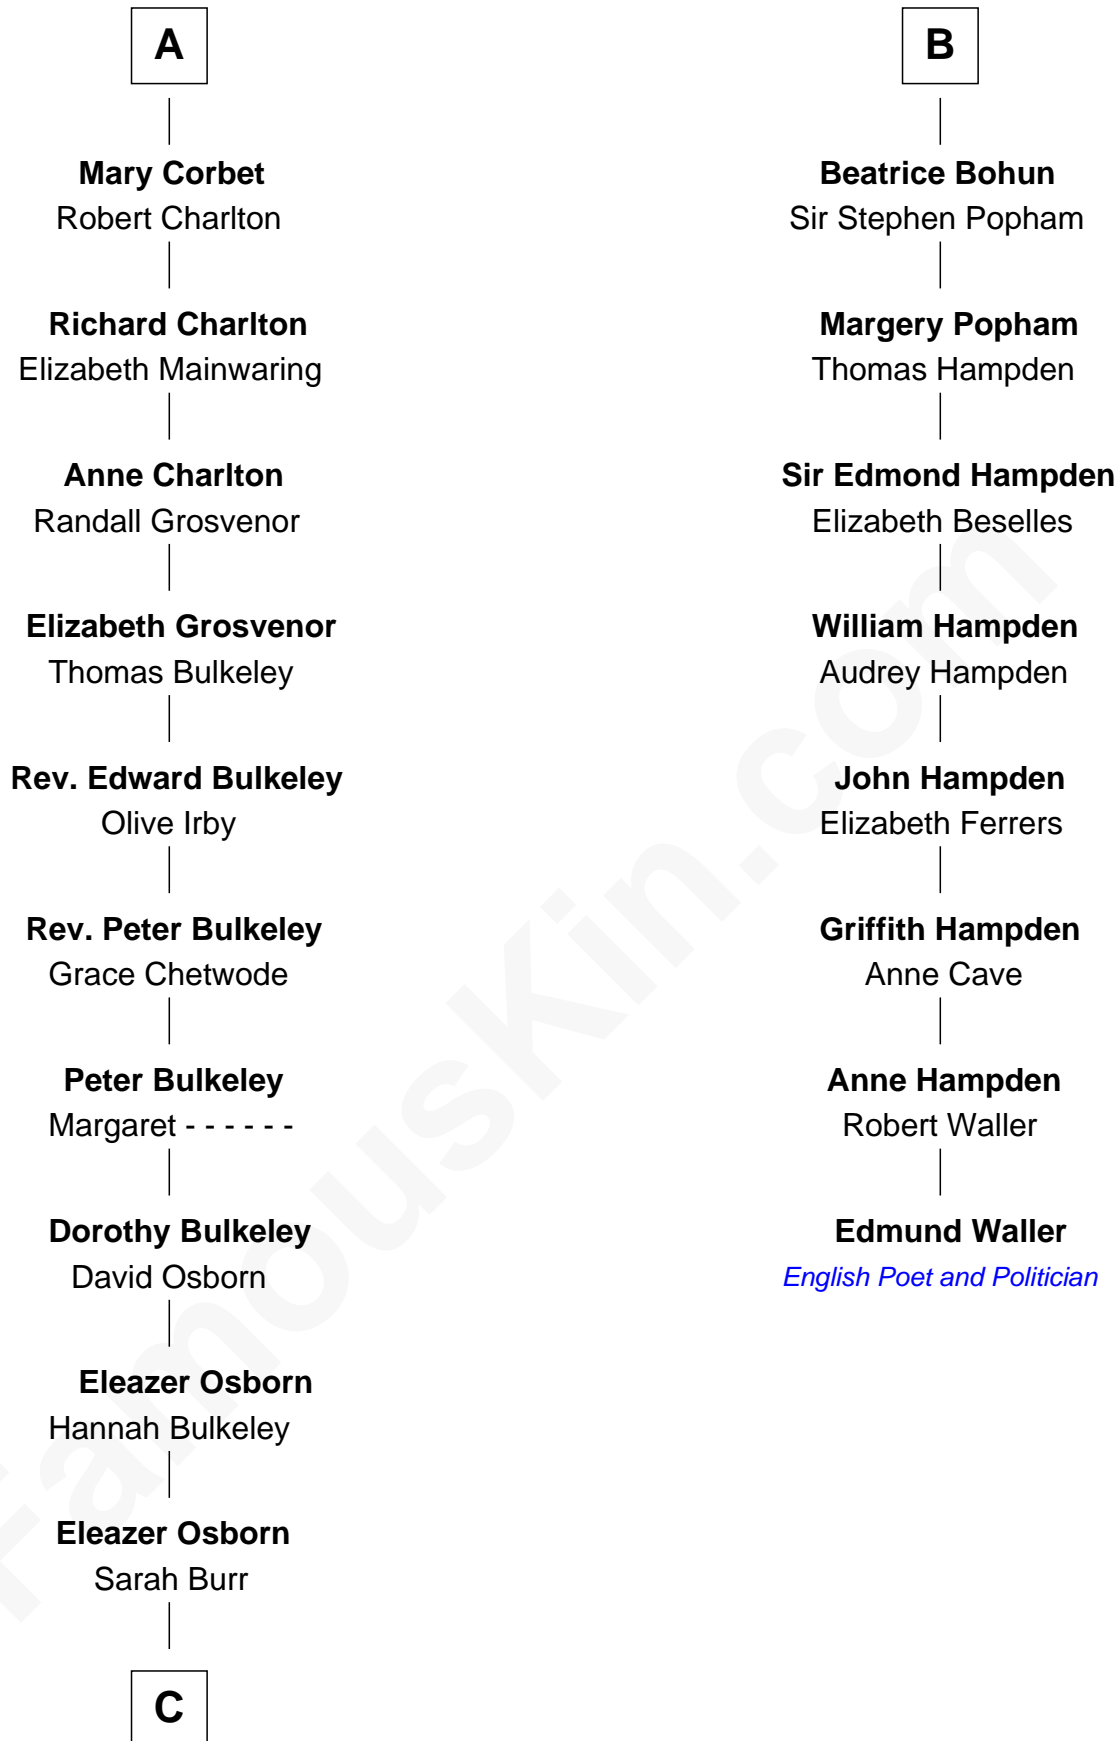 A
Mary Corbet
Robert Charlton
Richard Charlton
Elizabeth Mainwaring
Anne Charlton
Randall Grosvenor
Elizabeth Grosvenor
Thomas Bulkeley
Rev. Edward Bulkeley
Olive Irby
Rev. Peter Bulkeley
Grace Chetwode
Peter Bulkeley
Margaret - - - - - -
Dorothy Bulkeley
David Osborn
Eleazer Osborn
Hannah Bulkeley
Eleazer Osborn
Sarah Burr
C
B
Beatrice Bohun
Sir Stephen Popham
Margery Popham
Thomas Hampden
Sir Edmond Hampden
Elizabeth Beselles
William Hampden
Audrey Hampden
John Hampden
Elizabeth Ferrers
Griffith Hampden
Anne Cave
Anne Hampden
Robert Waller
Edmund Waller
English Poet and Politician
FamousKin.com